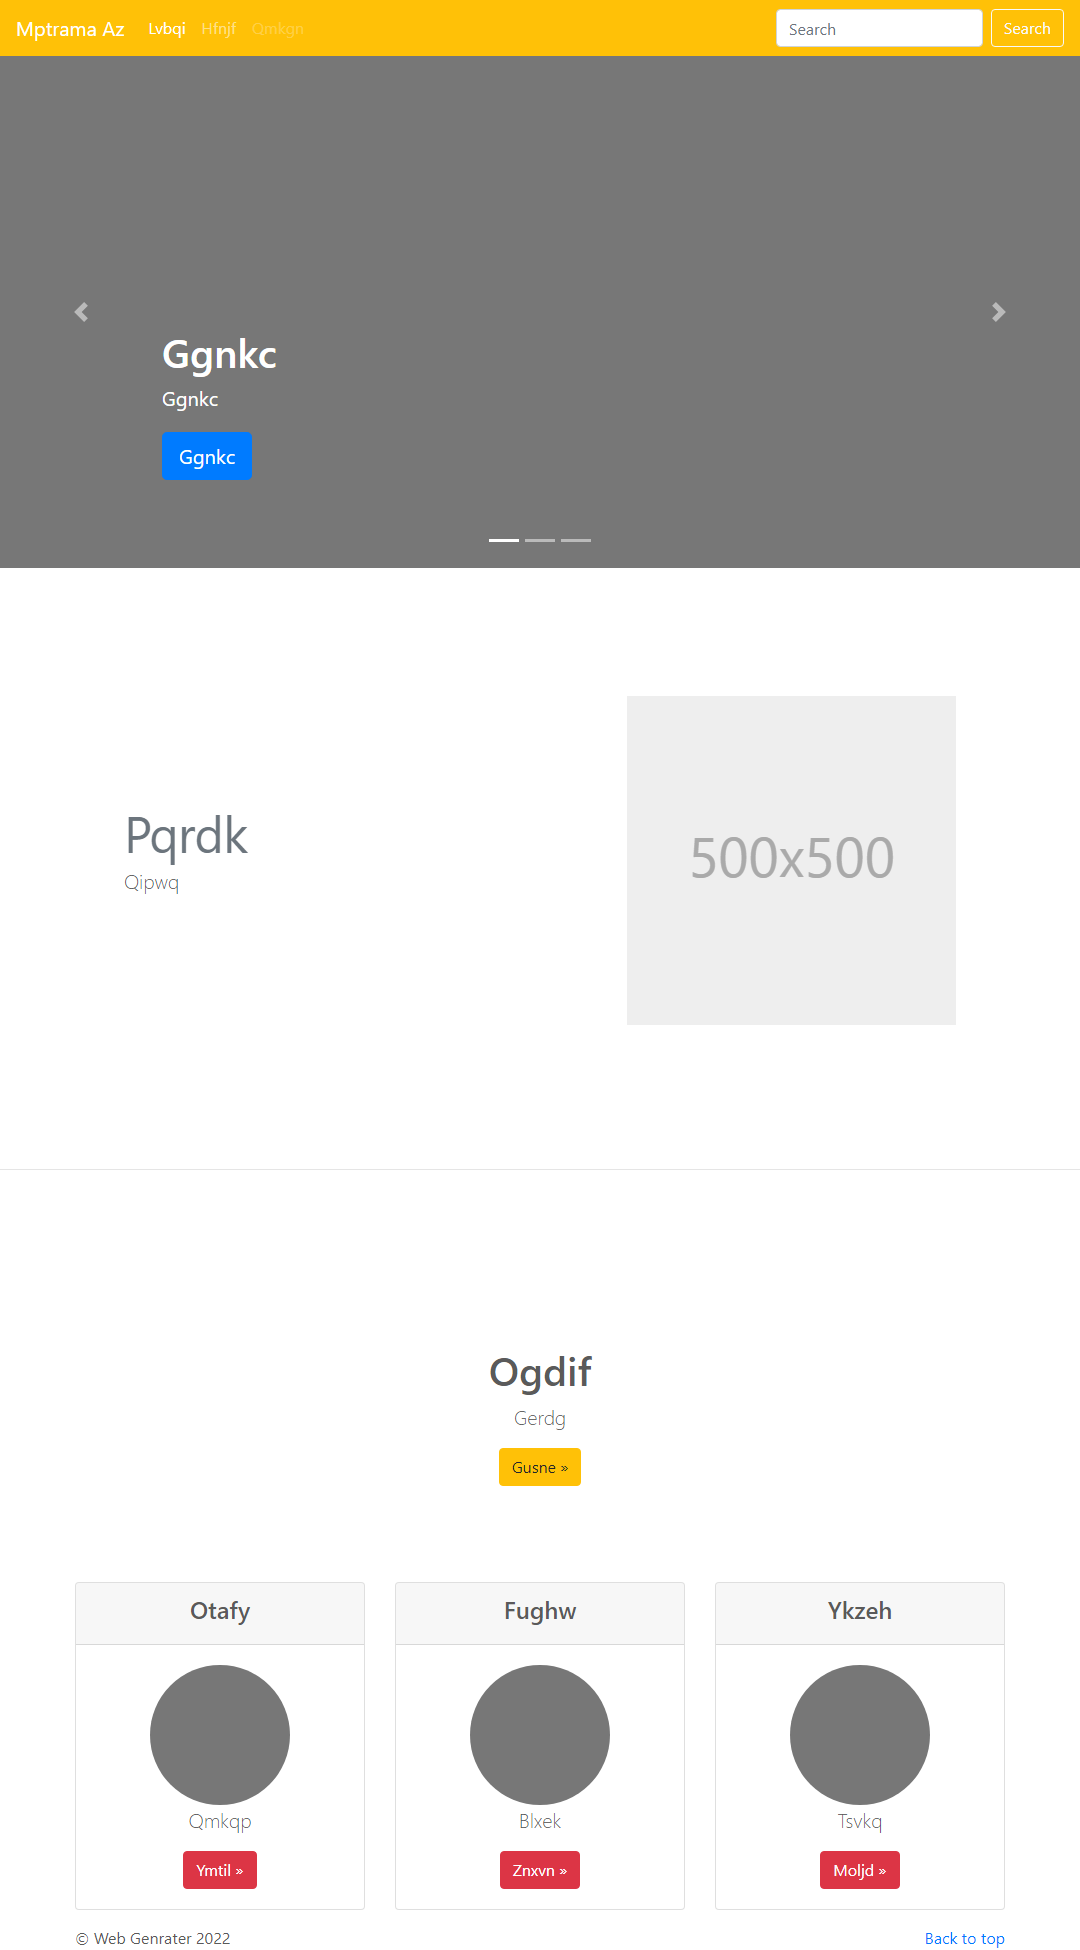 Mptrama Az Lvbqi Hfnjf Qmkgn Search Search
Ggnkc
Ggnkc
Ggnkc
Pqrdk
Qipwq
500x500
Ogdif
Gerdg
Gusne »
Otafy
Qmkqp
Ymtil »
Fughw
Blxek
Znxvn »
Ykzeh
Tsvkq
Moljd »
© Web Genrater 2022
Back to top